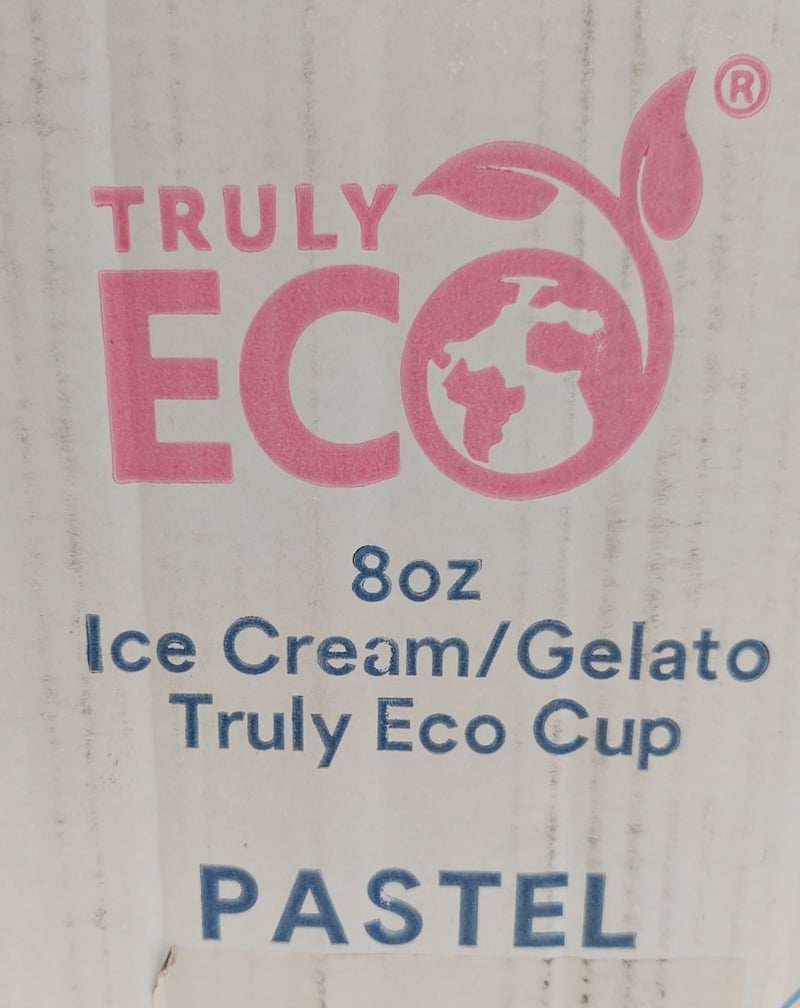 TRULY
ECO®
8oz
Ice Cream/Gelato
Truly Eco Cup
PASTEL